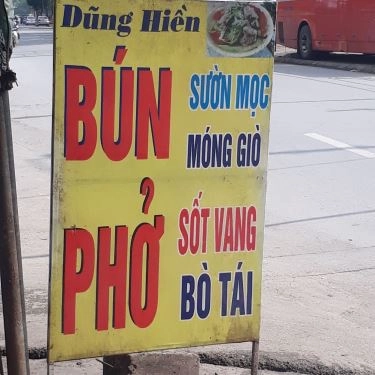 Dũng Hiền
BÚN
SƯỜN MỌC
MÓNG GIÒ
PHỞ
SỐT VANG
BÒ TÁI